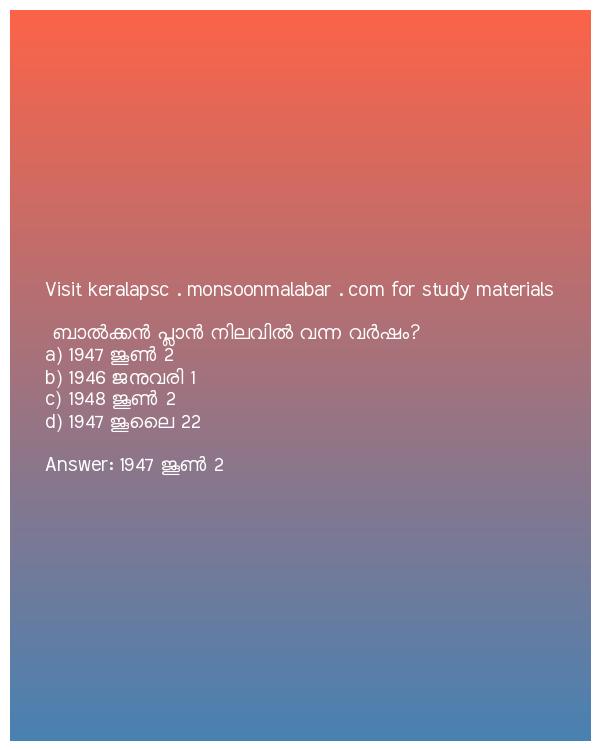 Visit keralapsc . monsoonmalabar . com for study materials
ബാൽക്കൻ പ്ലാൻ നിലവിൽ വന്ന വർഷം?
a) 1947 ജൂൺ 2
b) 1946 ജനുവരി 1
c) 1948 ജൂൺ 2
d) 1947 ജൂലൈ 22
Answer: 1947 ജൂൺ 2